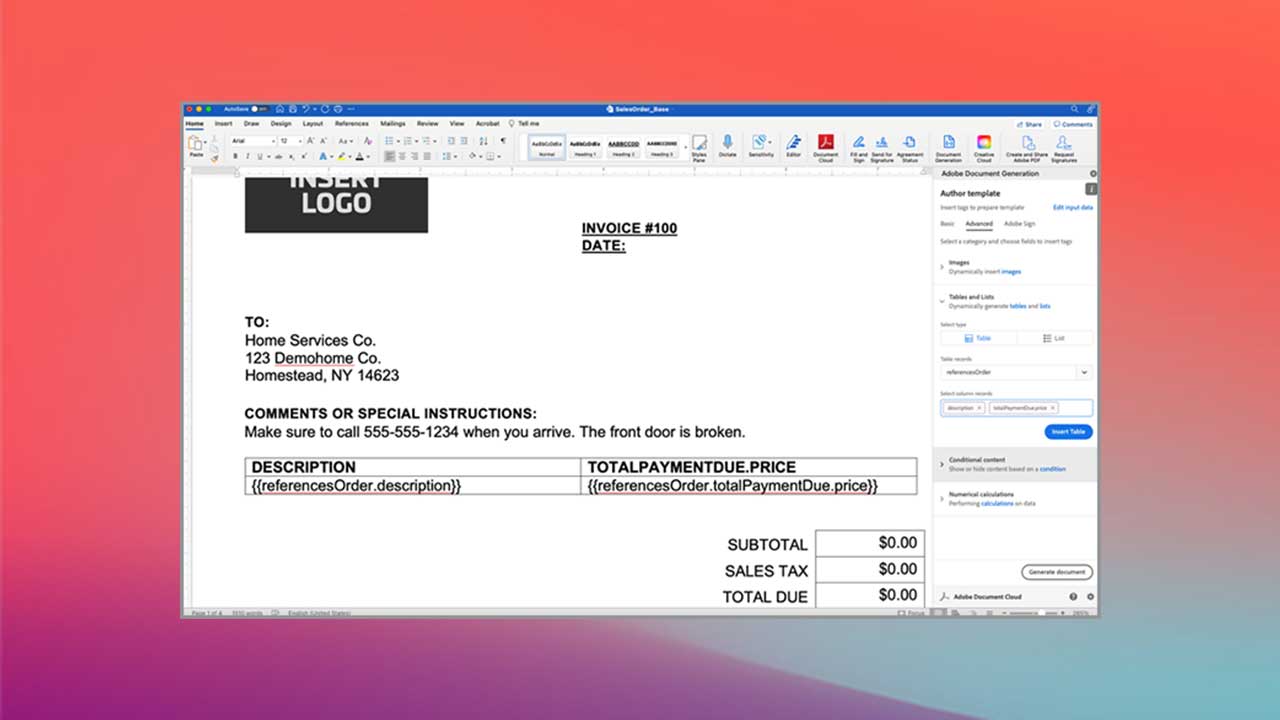 AutoSave
SalesOrder_Base
Home Insert Draw Design Layout References Mailings Review View Acrobat Tell me
Share Comments
Paste
Arial 12
AaBbCcDdEe AaBbCcDdEe AABBCCDD AABBCCDDEE
Normal Heading 1 Heading 2 Heading 3
Styles Pane
Dictate
Sensitivity
Editor
Document Cloud
Fill and Sign
Send for Signature
Agreement Status
Document Generation
Creative Cloud
Create and Share Adobe PDF
Request Signatures
INSERT
LOGO
INVOICE #100
DATE:
TO:
Home Services Co.
123 Demohome Co.
Homestead, NY 14623
COMMENTS OR SPECIAL INSTRUCTIONS:
Make sure to call 555-555-1234 when you arrive. The front door is broken.
DESCRIPTION TOTALPAYMENTDUE.PRICE
{{referencesOrder.description}} {{referencesOrder.totalPaymentDue.price}}
SUBTOTAL $0.00
SALES TAX $0.00
TOTAL DUE $0.00
Adobe Document Generation
Author template
Insert tags to prepare template Edit input data
Basic Advanced Adobe Sign
Select a category and choose fields to insert tags
Images
Dynamically insert images
Tables and Lists
Dynamically generate tables and lists
Select type
Table List
Table records
referencesOrder
Select column records
description totalPaymentDue.price
Insert Table
Conditional content
Show or hide content based on a condition
Numerical calculations
Performing calculations on data
Generate document
Adobe Document Cloud
Page 1 of 4 1910 words English (United States) Focus